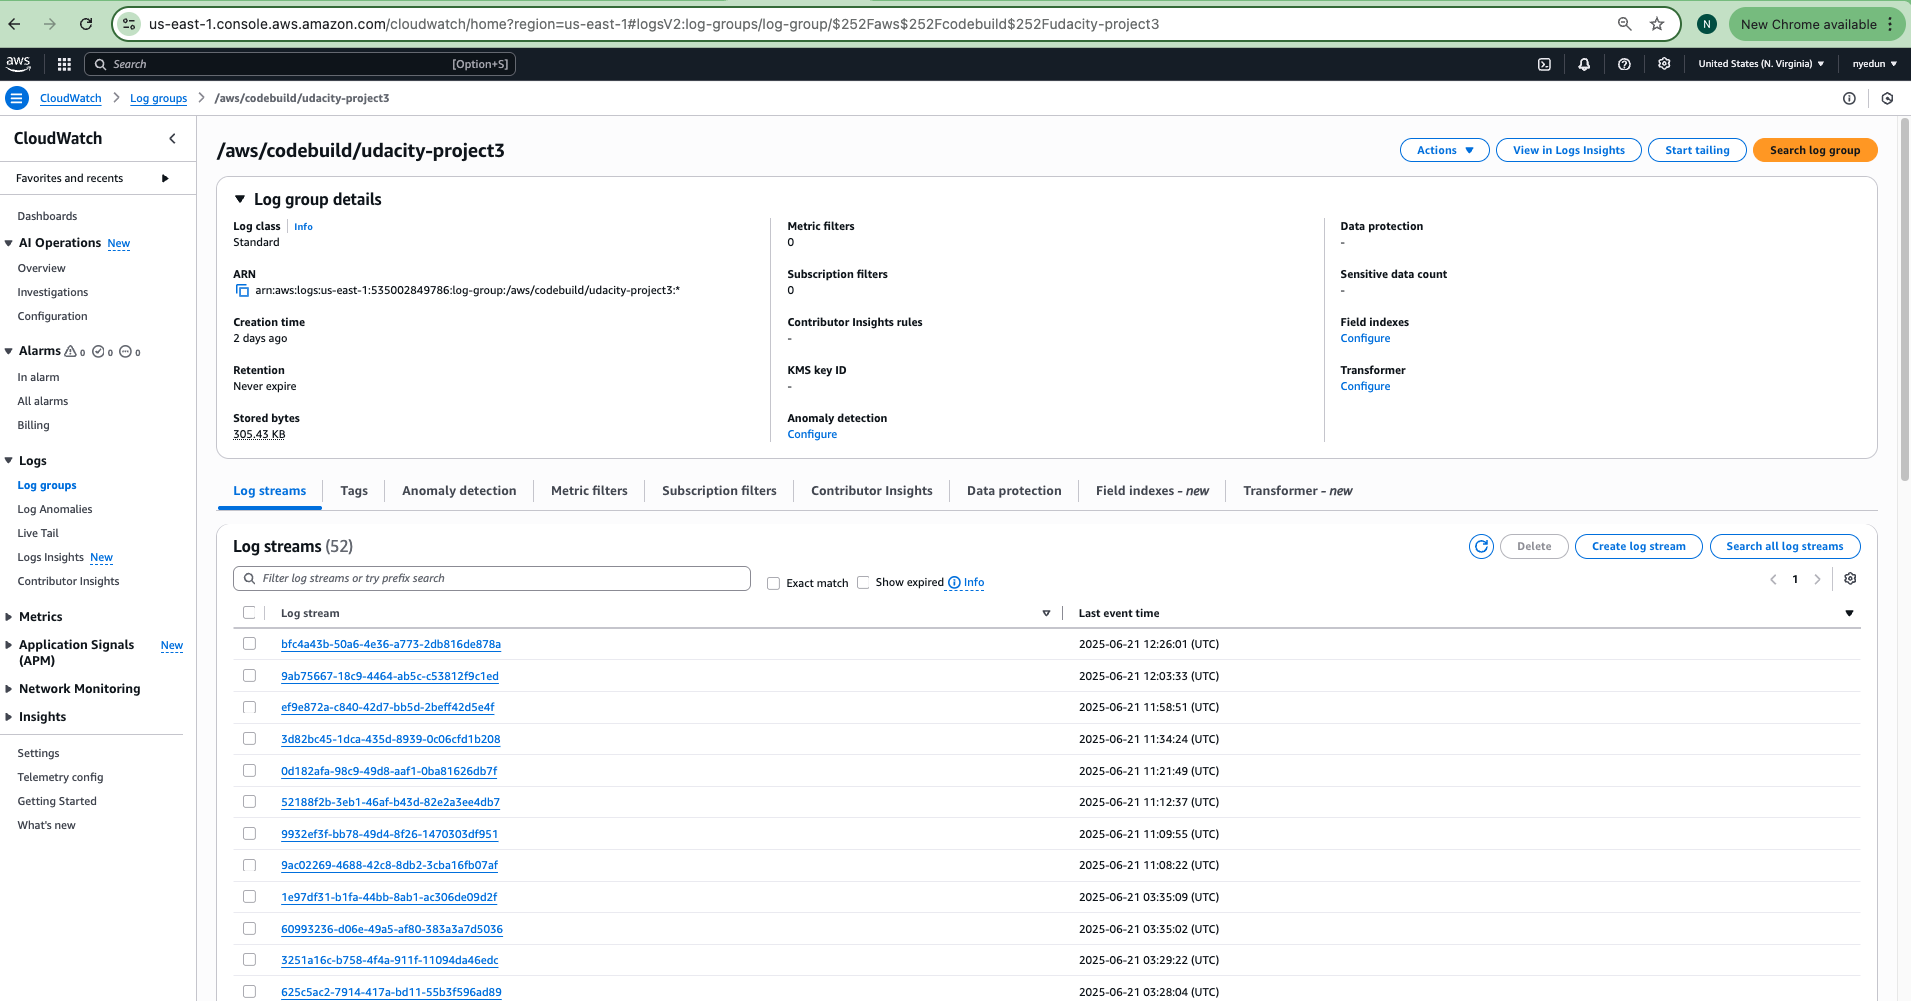 us-east-1.console.aws.amazon.com/cloudwatch/home?region=us-east-1#logsV2:log-groups/log-group/$252Faws$252Fcodebuild$252Fudacity-project3
N
New Chrome available
aws
Search
[Option+S]
United States (N. Virginia)
nyedun
CloudWatch
Log groups
/aws/codebuild/udacity-project3
CloudWatch
Favorites and recents
Dashboards
AI Operations New
Overview
Investigations
Configuration
Alarms 0 0 0
In alarm
All alarms
Billing
Logs
Log groups
Log Anomalies
Live Tail
Logs Insights New
Contributor Insights
Metrics
Application Signals New
(APM)
Network Monitoring
Insights
Settings
Telemetry config
Getting Started
What's new
/aws/codebuild/udacity-project3
Actions
View in Logs Insights
Start tailing
Search log group
Log group details
Log class Info
Standard
ARN
arn:aws:logs:us-east-1:535002849786:log-group:/aws/codebuild/udacity-project3:*
Creation time
2 days ago
Retention
Never expire
Stored bytes
305.43 KB
Metric filters
0
Subscription filters
0
Contributor Insights rules
-
KMS key ID
-
Anomaly detection
Configure
Data protection
-
Sensitive data count
-
Field indexes
Configure
Transformer
Configure
Log streams
Tags
Anomaly detection
Metric filters
Subscription filters
Contributor Insights
Data protection
Field indexes - new
Transformer - new
Log streams (52)
Delete
Create log stream
Search all log streams
Filter log streams or try prefix search
Exact match
Show expired Info
1
Log stream
Last event time
bfc4a43b-50a6-4e36-a773-2db816de878a 2025-06-21 12:26:01 (UTC)
9ab75667-18c9-4464-ab5c-c53812f9c1ed 2025-06-21 12:03:33 (UTC)
ef9e872a-c840-42d7-bb5d-2beff42d5e4f 2025-06-21 11:58:51 (UTC)
3d82bc45-1dca-435d-8939-0c06cfd1b208 2025-06-21 11:34:24 (UTC)
0d182afa-98c9-49d8-aaf1-0ba81626db7f 2025-06-21 11:21:49 (UTC)
52188f2b-3eb1-46af-b43d-82e2a3ee4db7 2025-06-21 11:12:37 (UTC)
9932ef3f-bb78-49d4-8f26-1470303df951 2025-06-21 11:09:55 (UTC)
9ac02269-4688-42c8-8db2-3cba16fb07af 2025-06-21 11:08:22 (UTC)
1e97df31-b1fa-44bb-8ab1-ac306de09d2f 2025-06-21 03:35:09 (UTC)
60993236-d06e-49a5-af80-383a3a7d5036 2025-06-21 03:35:02 (UTC)
3251a16c-b758-4f4a-911f-11094da46edc 2025-06-21 03:29:22 (UTC)
625c5ac2-7914-417a-bd11-55b3f596ad89 2025-06-21 03:28:04 (UTC)